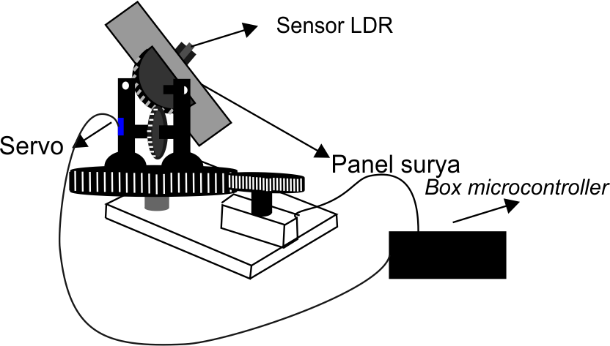 Sensor LDR
Servo
Panel surya
Box microcontroller